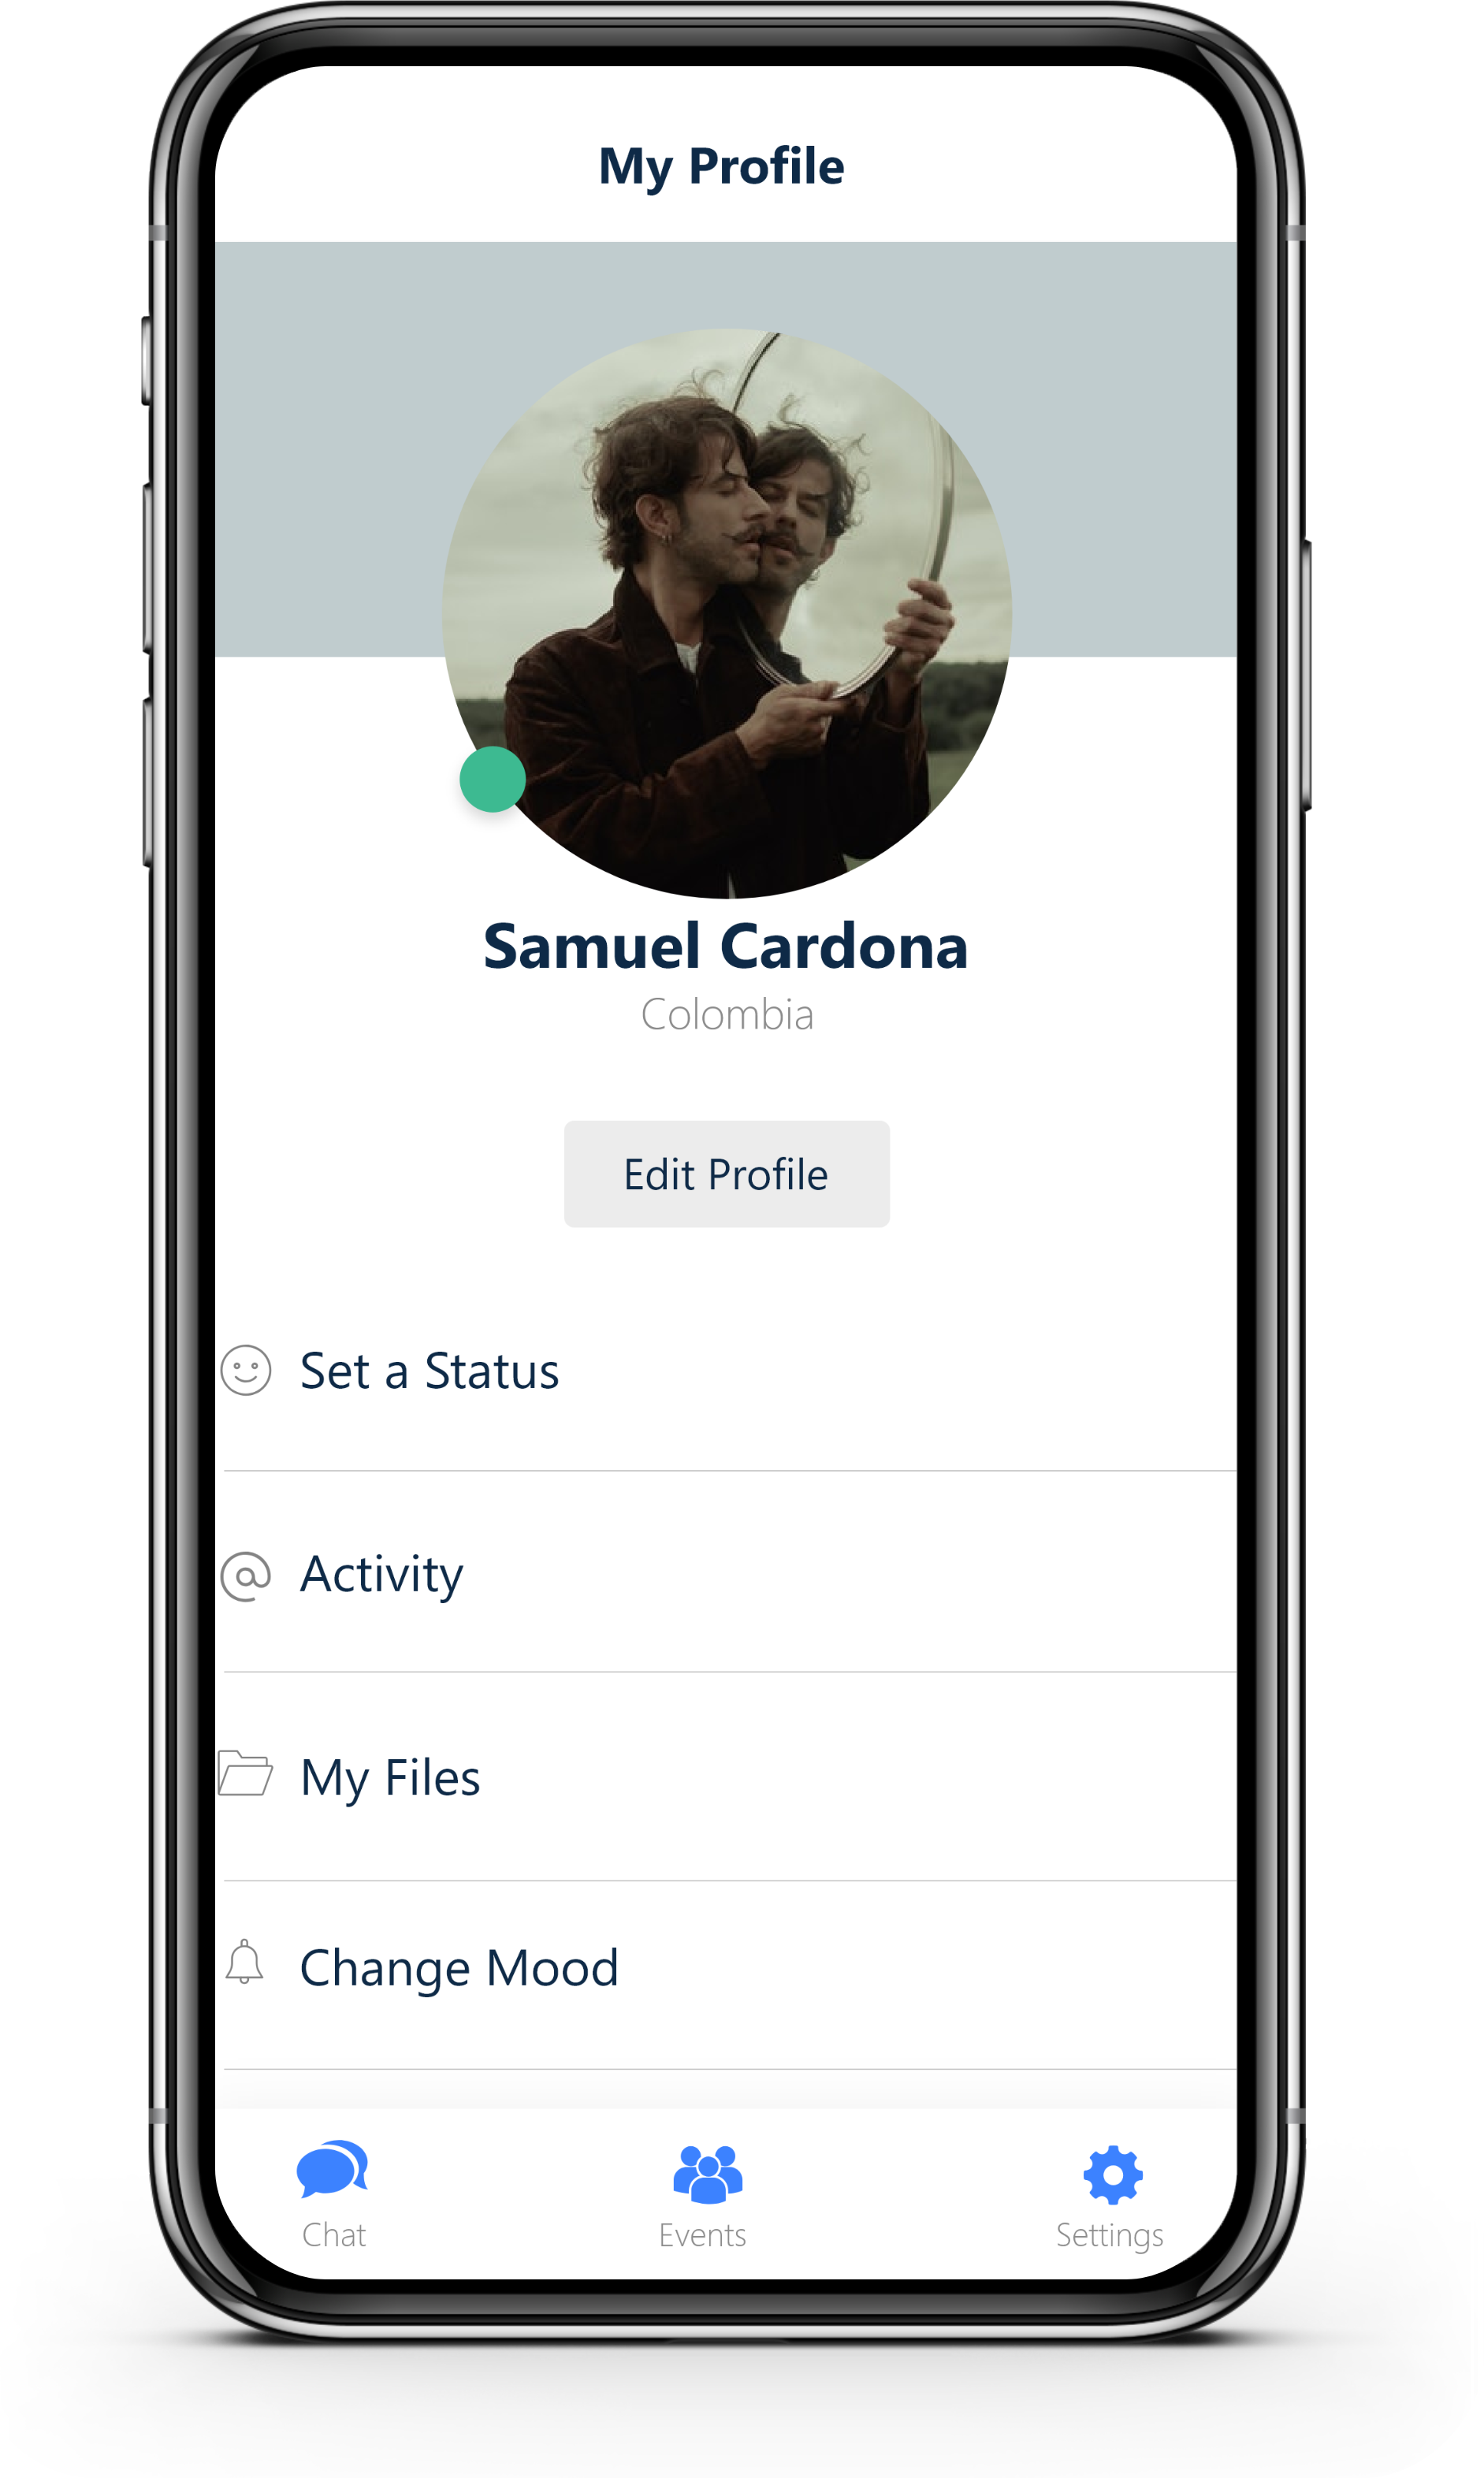 My Profile
Samuel Cardona
Colombia
Edit Profile
Set a Status
Activity
My Files
Change Mood
Chat
Events
Settings